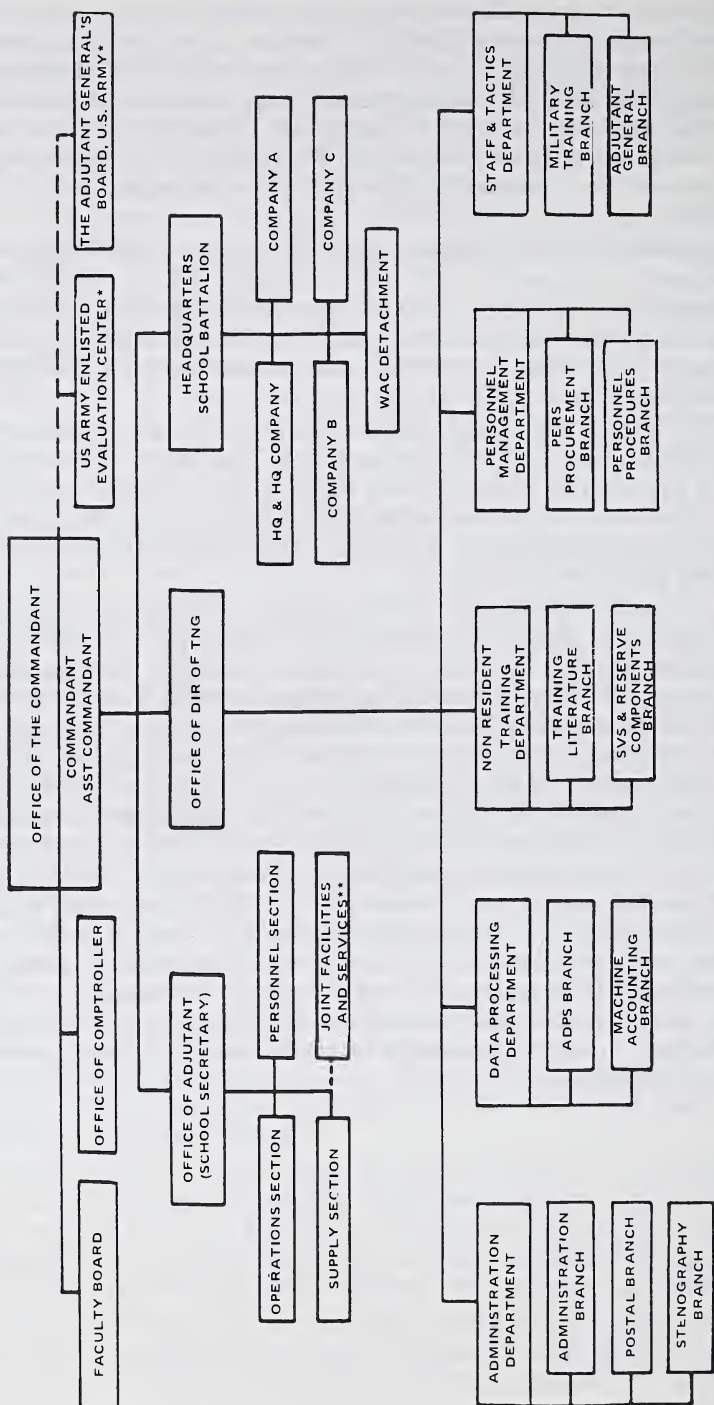 OFFICE OF THE COMMANDANT
COMMANDANT
ASST COMMANDANT
FACULTY BOARD
OFFICE OF COMPTROLLER
US ARMY ENLISTED
EVALUATION CENTER*
THE ADJUTANT GENERAL'S
BOARD, U.S. ARMY*
OFFICE OF ADJUTANT
(SCHOOL SECRETARY)
OFFICE OF DIR OF TNG
HEADQUARTERS
SCHOOL BATTALION
OPERATIONS SECTION
PERSONNEL SECTION
SUPPLY SECTION
JOINT FACILITIES
AND SERVICES**
HQ & HQ COMPANY
COMPANY A
COMPANY B
COMPANY C
WAC DETACHMENT
ADMINISTRATION
DEPARTMENT
ADMINISTRATION
BRANCH
POSTAL BRANCH
STENOGRAPHY
BRANCH
DATA PROCESSING
DEPARTMENT
ADPS BRANCH
MACHINE
ACCOUNTING
BRANCH
NON RESIDENT
TRAINING
DEPARTMENT
TRAINING
LITERATURE
BRANCH
SVS & RESERVE
COMPONENTS
BRANCH
PERSONNEL
MANAGEMENT
DEPARTMENT
PERS
PROCUREMENT
BRANCH
PERSONNEL
PROCEDURES
BRANCH
STAFF & TACTICS
DEPARTMENT
MILITARY
TRAINING
BRANCH
ADJUTANT
GENERAL
BRANCH